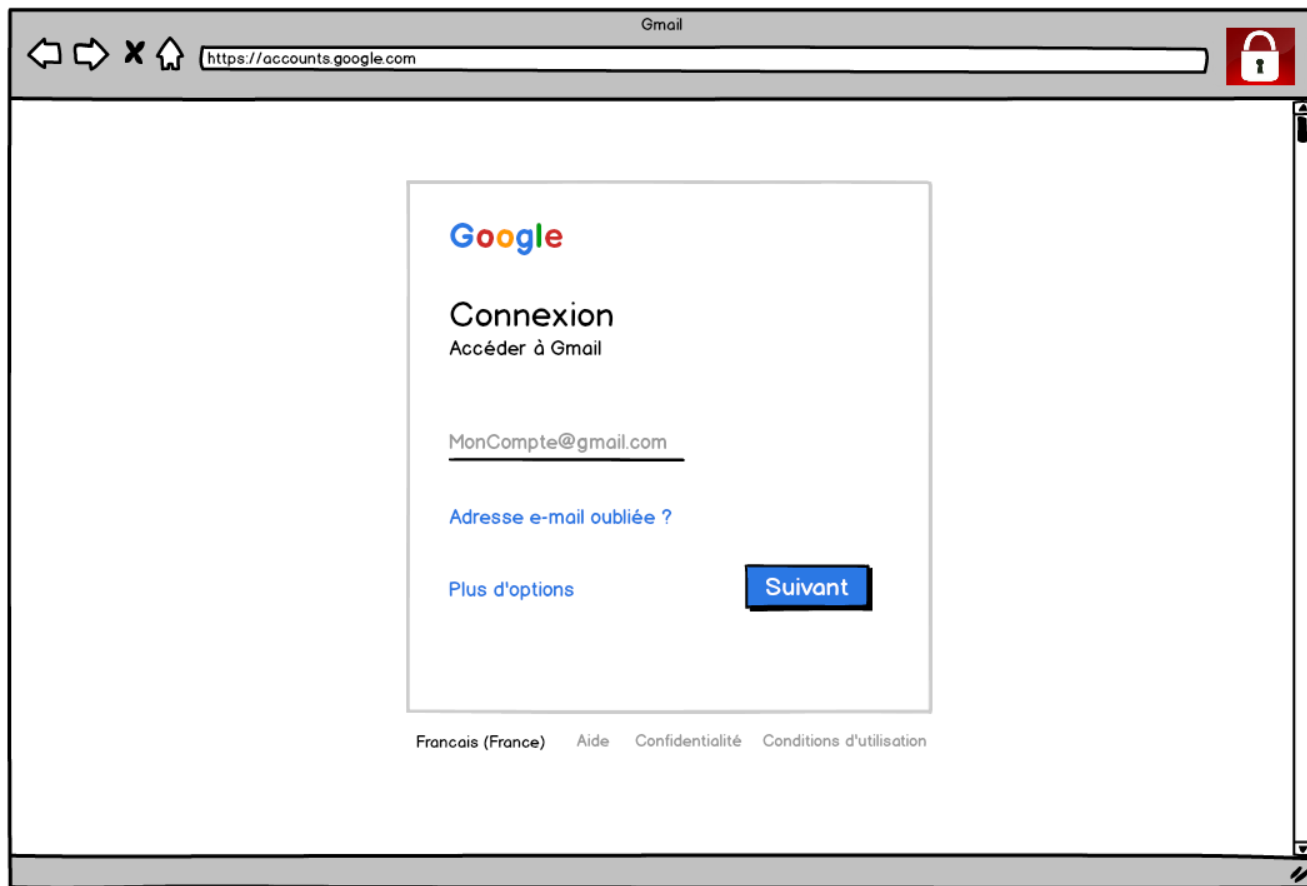 Gmail
https://accounts.google.com
Google
Connexion
Accéder à Gmail
MonCompte@gmail.com
Adresse e-mail oubliée ?
Plus d'options
Suivant
Francais (France)
Aide
Confidentialité
Conditions d'utilisation